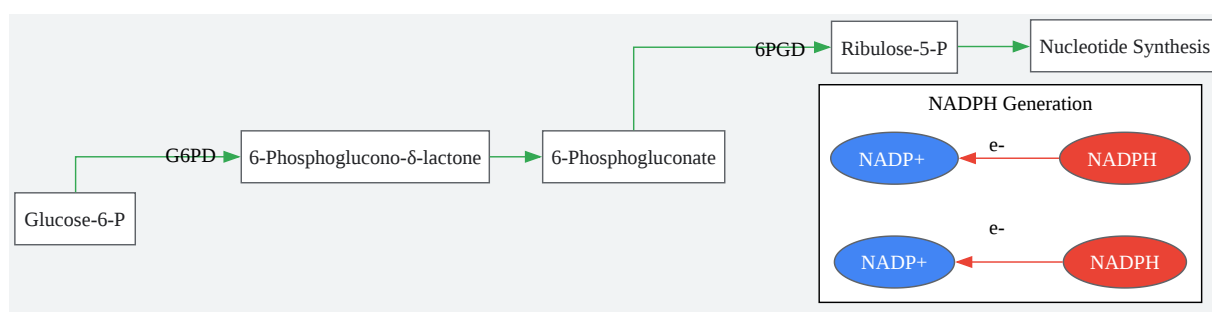 6PGD
Ribulose-5-P
Nucleotide Synthesis
NADPH Generation
G6PD
6-Phosphoglucono-δ-lactone
6-Phosphogluconate
Glucose-6-P
NADP+
e-
NADPH
NADP+
e-
NADPH